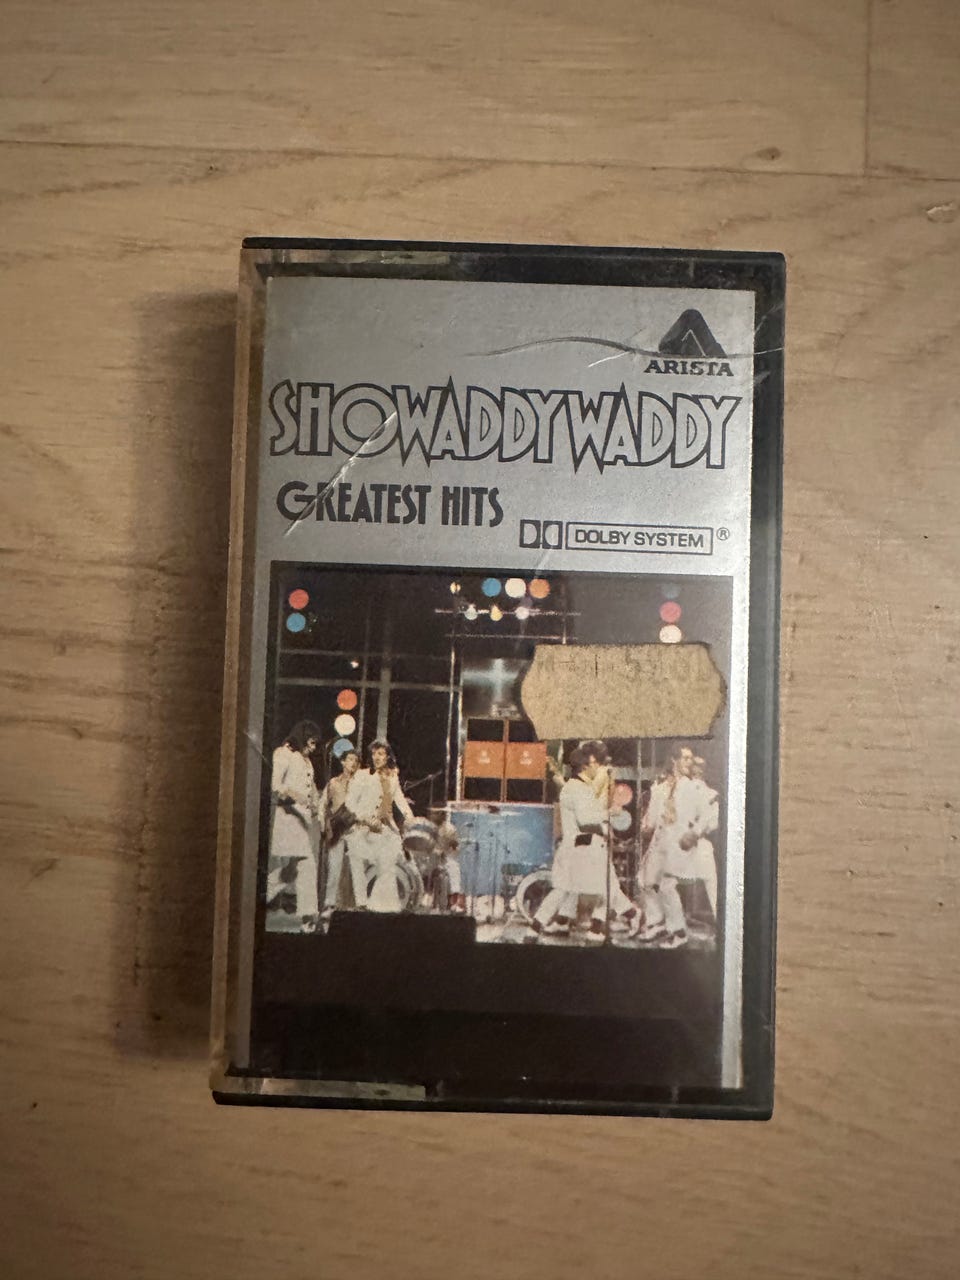 ARISTA
SHOWADDYWADDY
GREATEST HITS
DOLBY SYSTEM ®